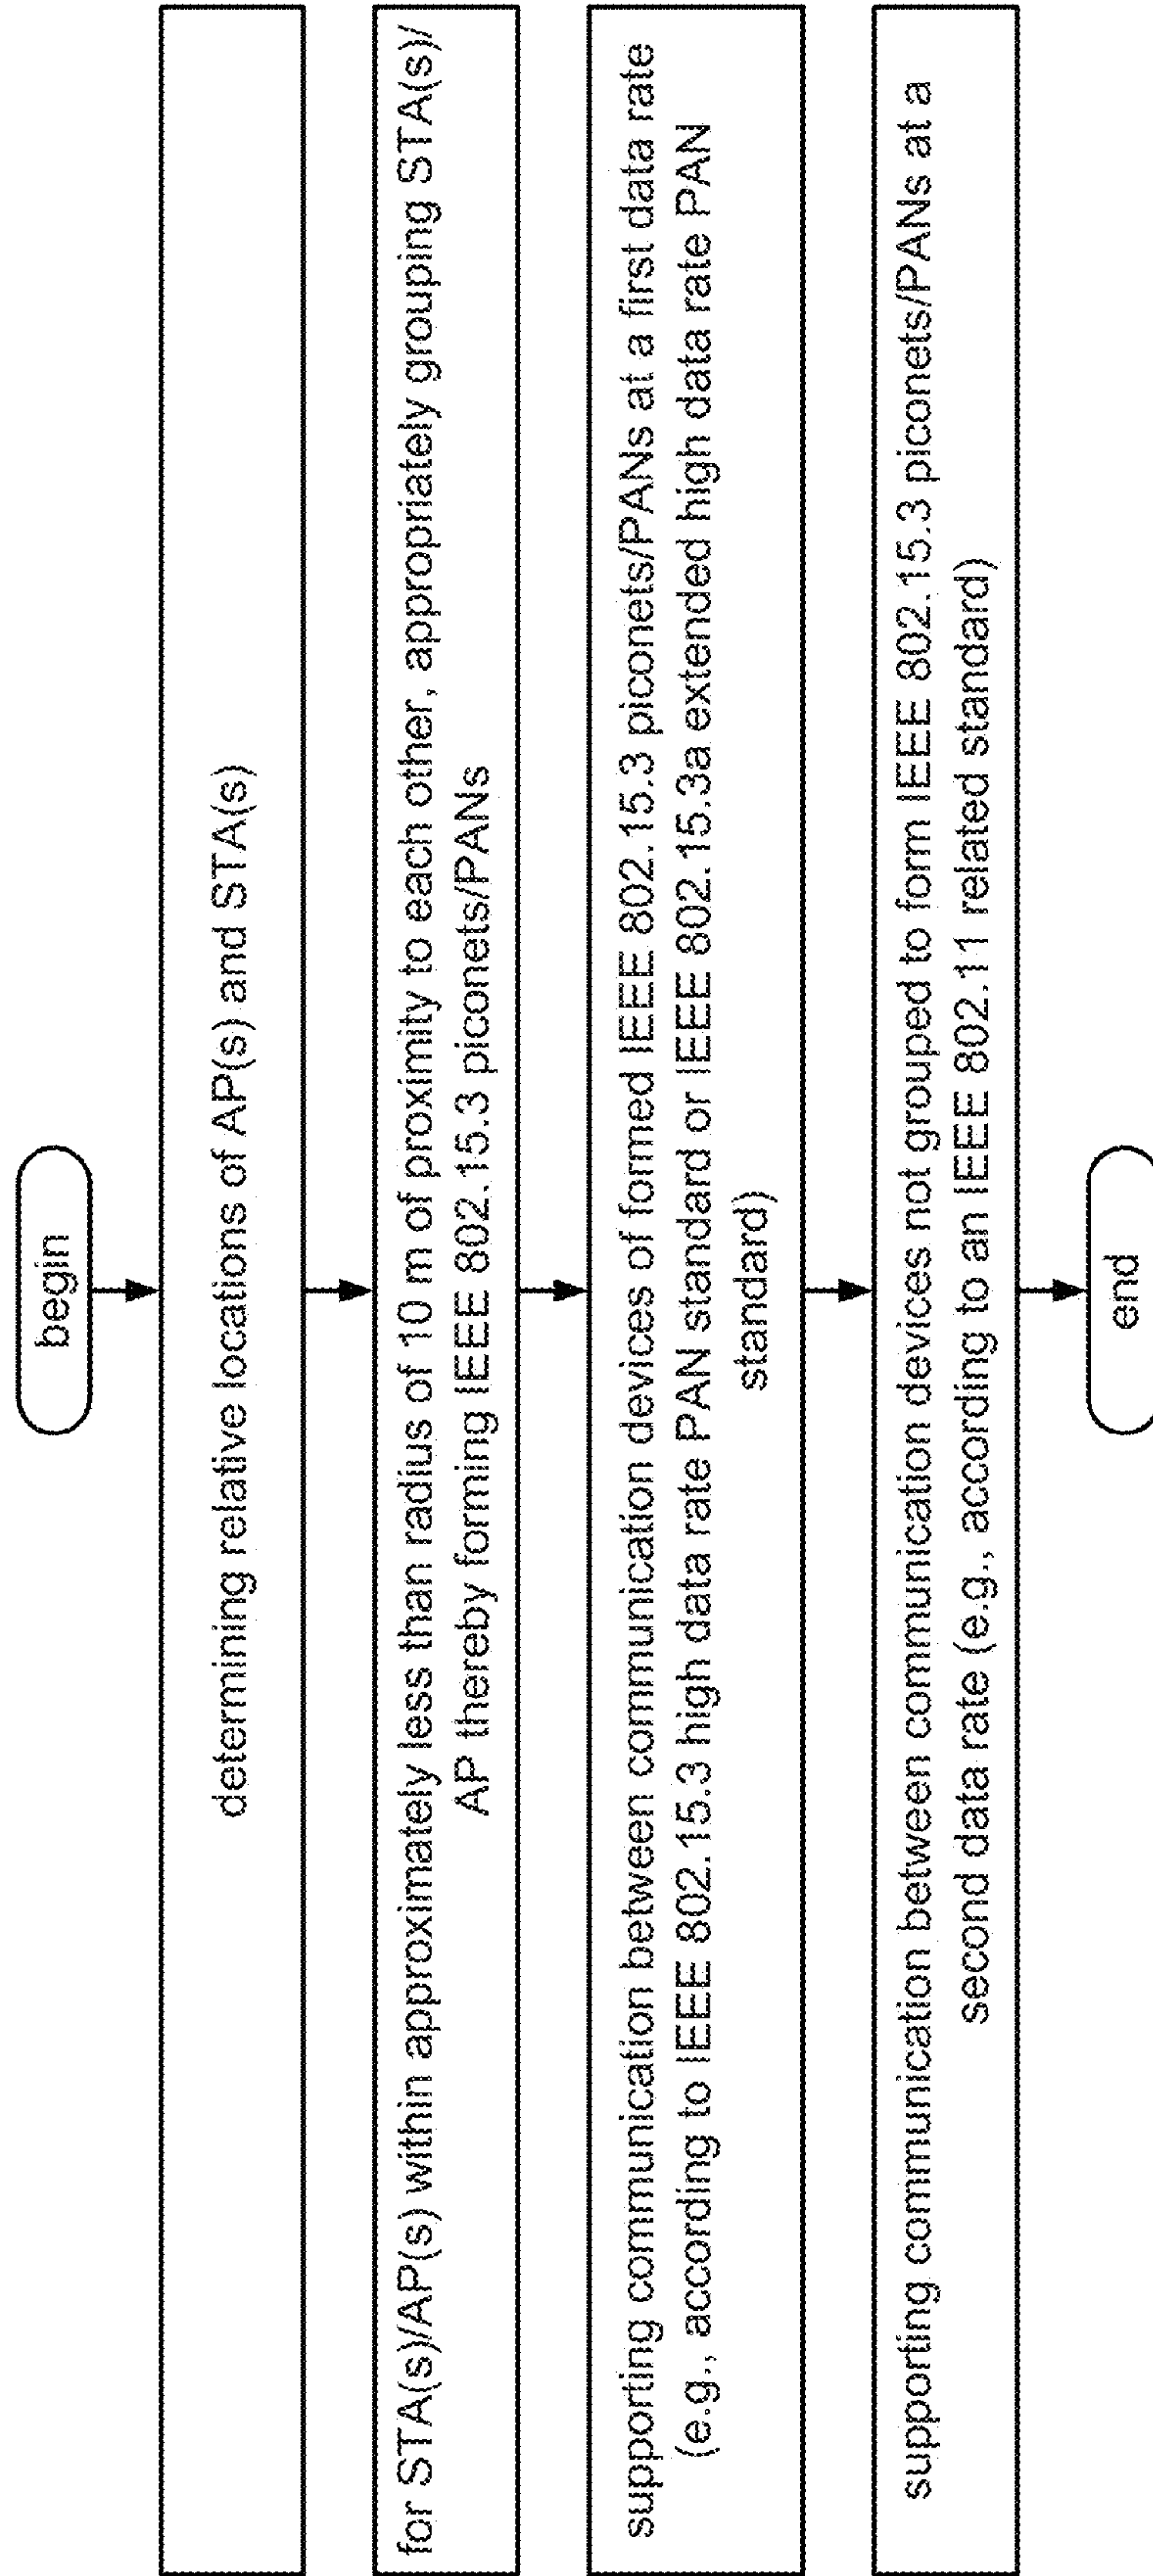 begin
determining relative locations of AP(s) and STA(s)
for STA(s)/AP(s) within approximately less than radius of 10 m of proximity to each other, appropriately grouping STA(s)/
AP thereby forming IEEE 802.15.3 piconets/PANs
supporting communication between communication devices of formed IEEE 802.15.3 piconets/PANs at a first data rate
(e.g., according to IEEE 802.15.3 high data rate PAN standard or IEEE 802.15.3a extended high data rate PAN
standard)
supporting communication between communication devices not grouped to form IEEE 802.15.3 piconets/PANs at a
second data rate (e.g., according to an IEEE 802.11 related standard)
end